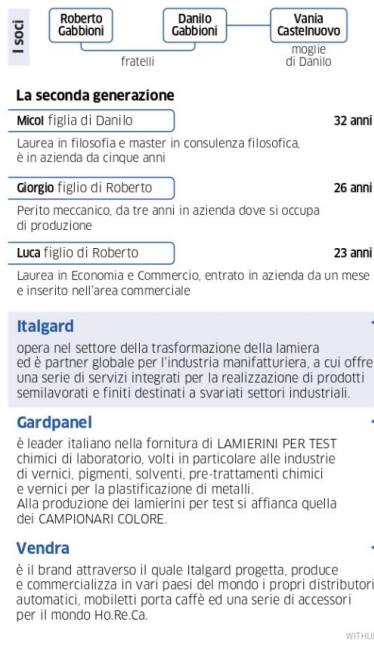 I soci
Roberto
Gabbioni
Danilo
Gabbioni
Vania
Castelnuovo
fratelli
moglie
di Danilo
La seconda generazione
Micol figlia di Danilo 32 anni
Laurea in filosofia e master in consulenza filosofica,
è in azienda da cinque anni
Giorgio figlio di Roberto 26 anni
Perito meccanico, da tre anni in azienda dove si occupa
di produzione
Luca figlio di Roberto 23 anni
Laurea in Economia e Commercio, entrato in azienda da un mese
e inserito nell'area commerciale
Italgard
opera nel settore della trasformazione della lamiera
ed è partner globale per l'industria manifatturiera, a cui offre
una serie di servizi integrati per la realizzazione di prodotti
semilavorati e finiti destinati a svariati settori industriali.
Gardpanel
è leader italiano nella fornitura di LAMIERINI PER TEST
chimici di laboratorio, volti in particolare alle industrie
di vernici, pigmenti, solventi, pre-trattamenti chimici
e vernici per la plastificazione di metalli.
Alla produzione dei lamierini per test si affianca quella
dei CAMPIONARI COLORE.
Vendra
è il brand attraverso il quale Italgard progetta, produce
e commercializza in vari paesi del mondo i propri distributori
automatici, mobiletti porta caffè ed una serie di accessori
per il mondo Ho.Re.Ca.